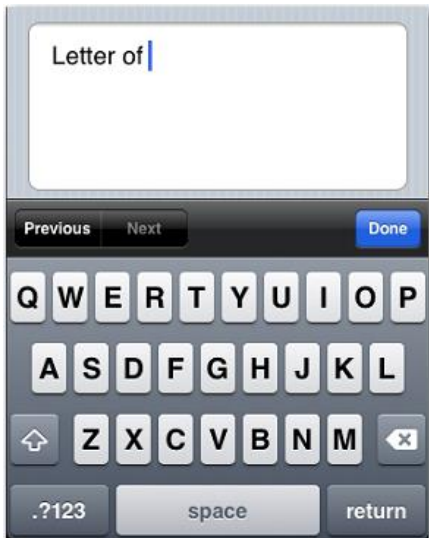 Letter of
Previous Next Done
Q W E R T Y U I O P
A S D F G H J K L
Z X C V B N M
.?123 space return